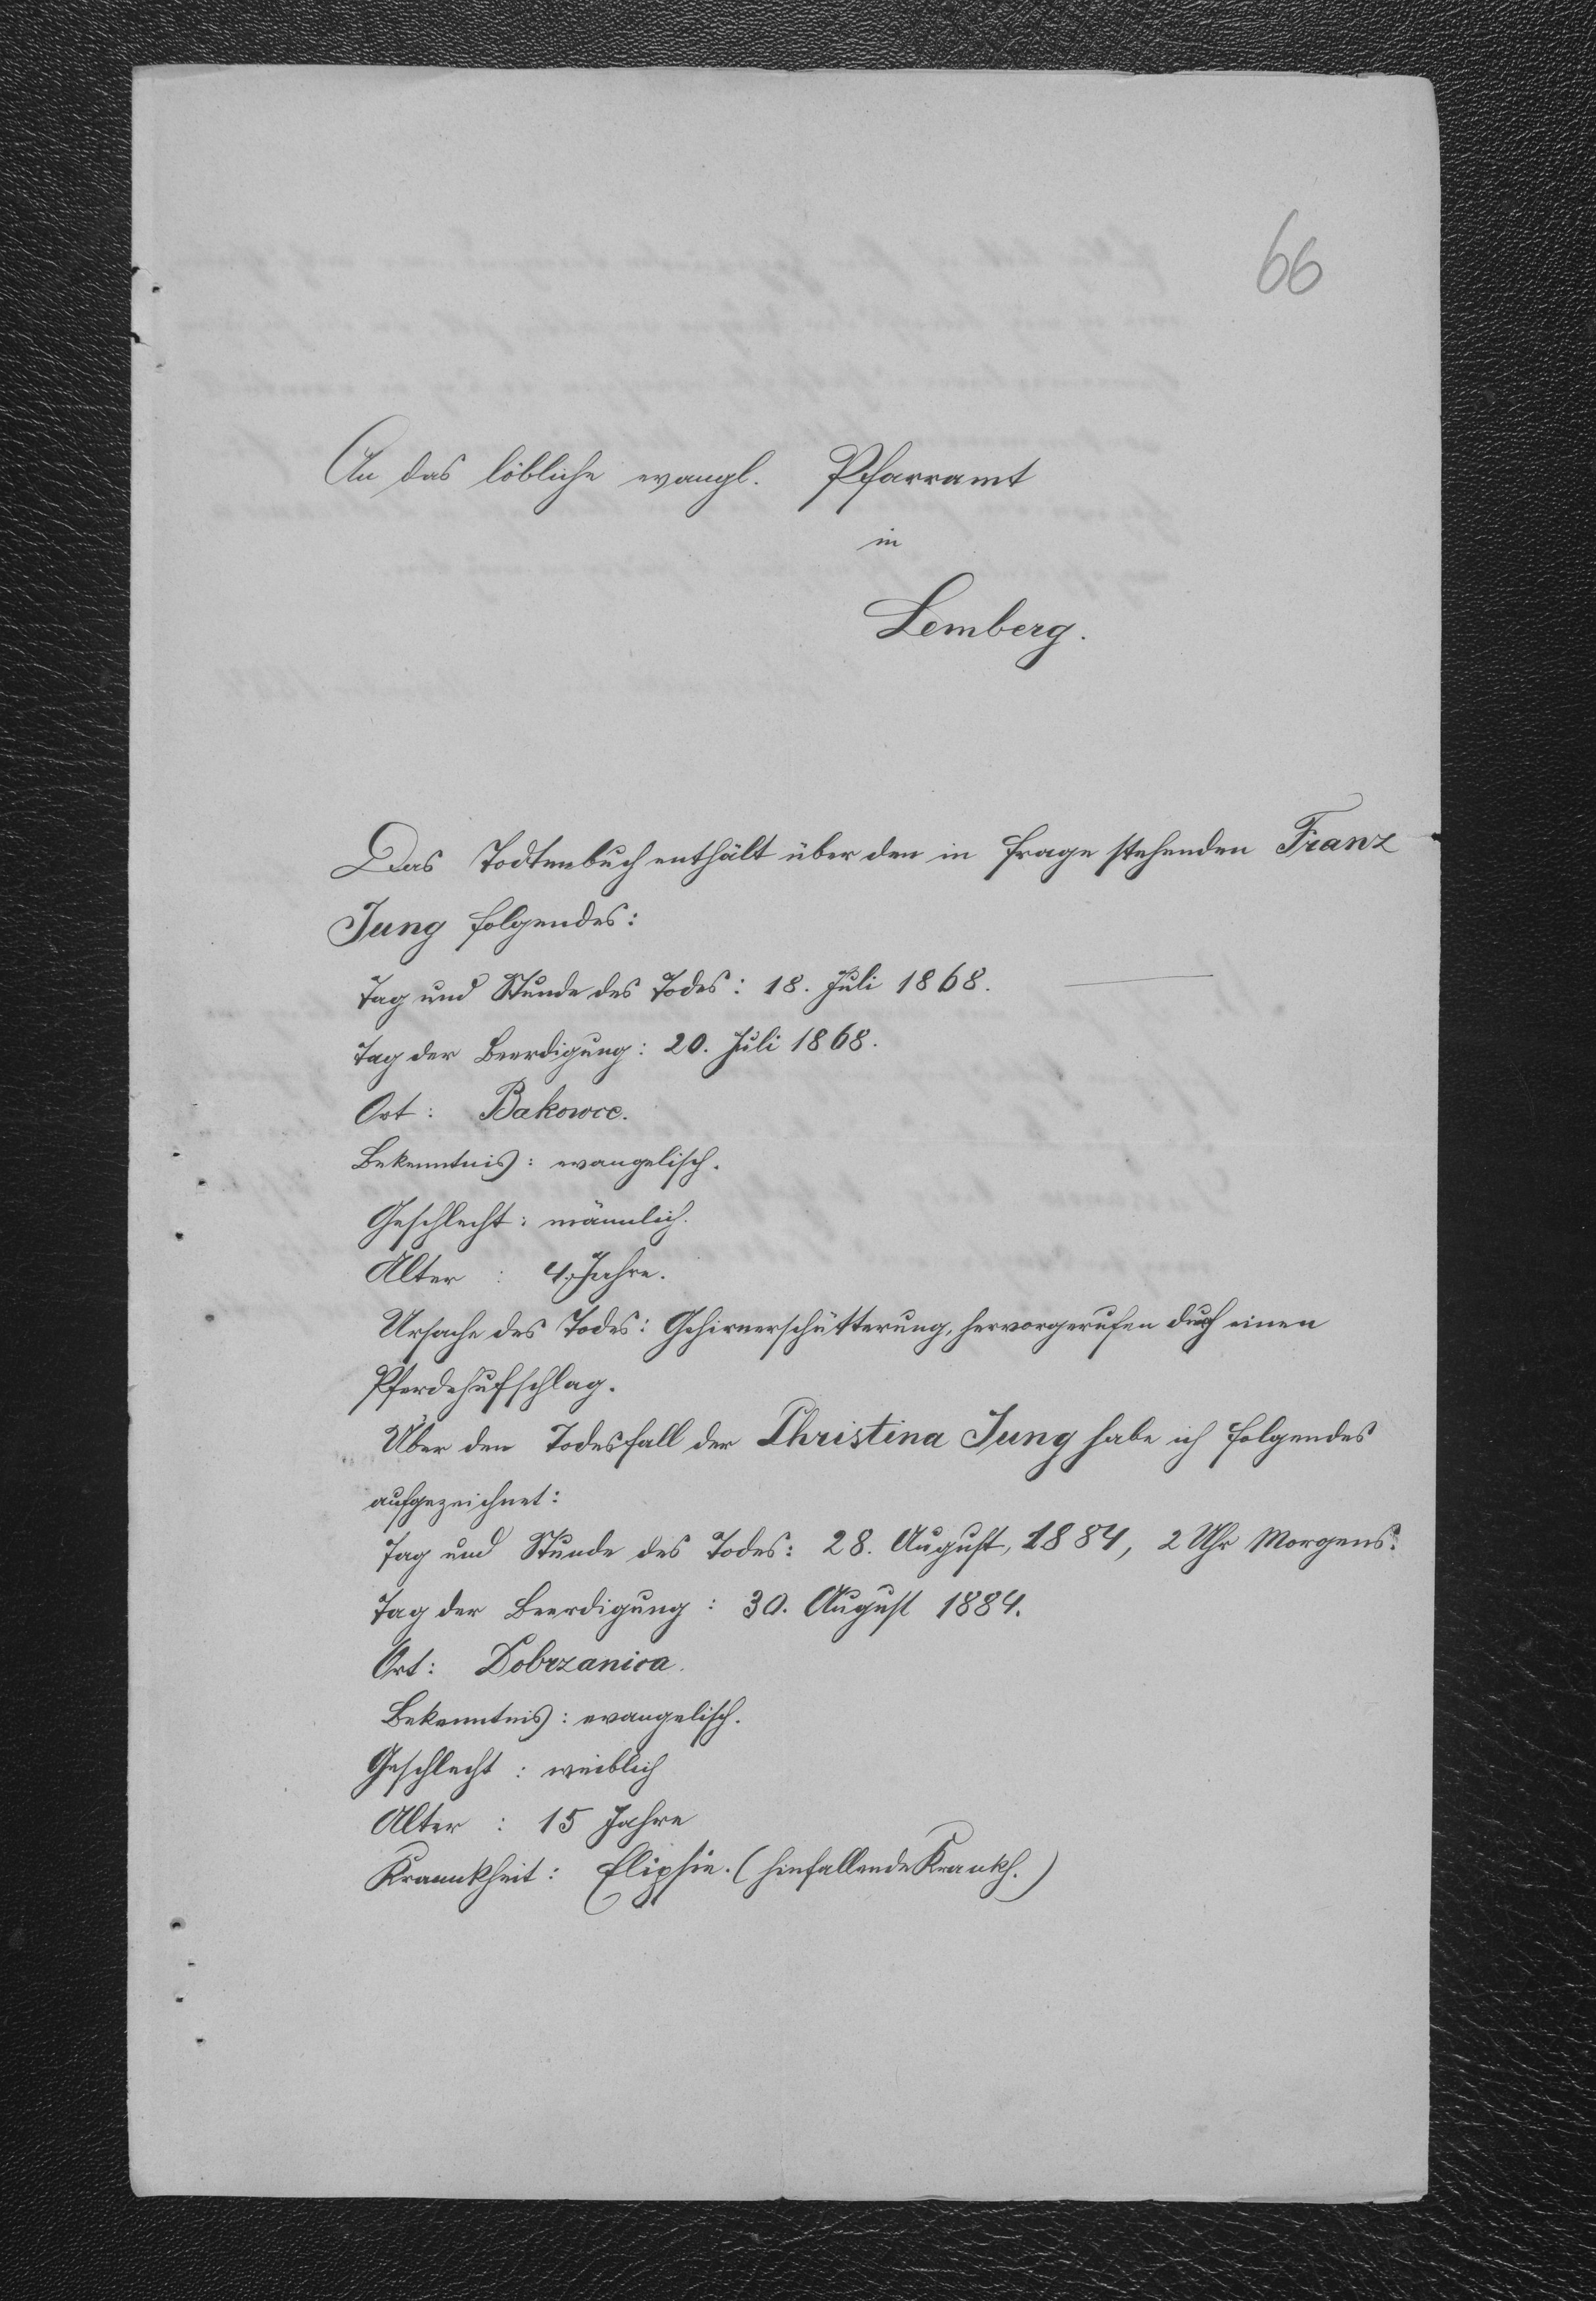 66
An das löbliche evangl. Pfarramt
in
Lemberg.
Das Todtenbuch enthält über den in Frage stehenden Franz
Jung folgendes:
Tag und Stunde des Todes: 18. Juli 1868.
Tag der Beerdigung: 20. Juli 1868.
Ort: Bakowce.
Bekenntnis: evangelisch.
Geschlecht: männlich.
Alter : 4 Jahre.
Ursache des Todes: Gehirnerschütterung, hervorgerufen durch einen
Pferdehufschlag.
Über den Todesfall der Christina Jung habe ich folgendes
aufgezeichnet:
Tag und Stunde des Todes: 28. August, 1884, 2 Uhr Morgens.
Tag der Beerdigung: 30. August 1884.
Ort: Dobrzanica.
Bekenntnis: evangelisch.
Geschlecht : weiblich
Alter : 15 Jahre
Krannkheit: Elipsie. (hinfallende Krankh.)